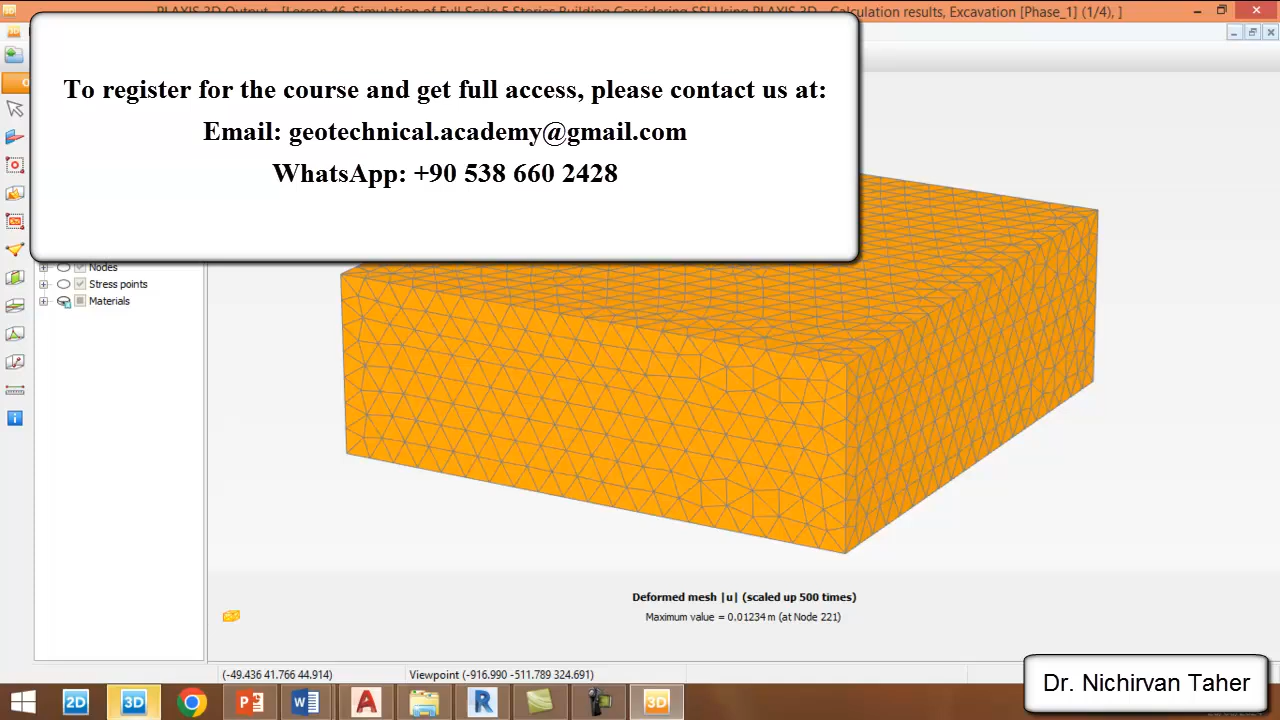 PLAXIS 3D Output - [Lesson 46. Simulation of Full Scale 5 Stories Building Considering SSI Using PLAXIS 3D - Calculation results, Excavation [Phase_1] (1/4), ]
To register for the course and get full access, please contact us at:
Email: geotechnical.academy@gmail.com
WhatsApp: +90 538 660 2428
Nodes
Stress points
Materials
Deformed mesh |u| (scaled up 500 times)
Maximum value = 0.01234 m (at Node 221)
(-49.436 41.766 44.914)
Viewpoint (-916.990 -511.789 324.691)
Dr. Nichirvan Taher
2D
3D
3D